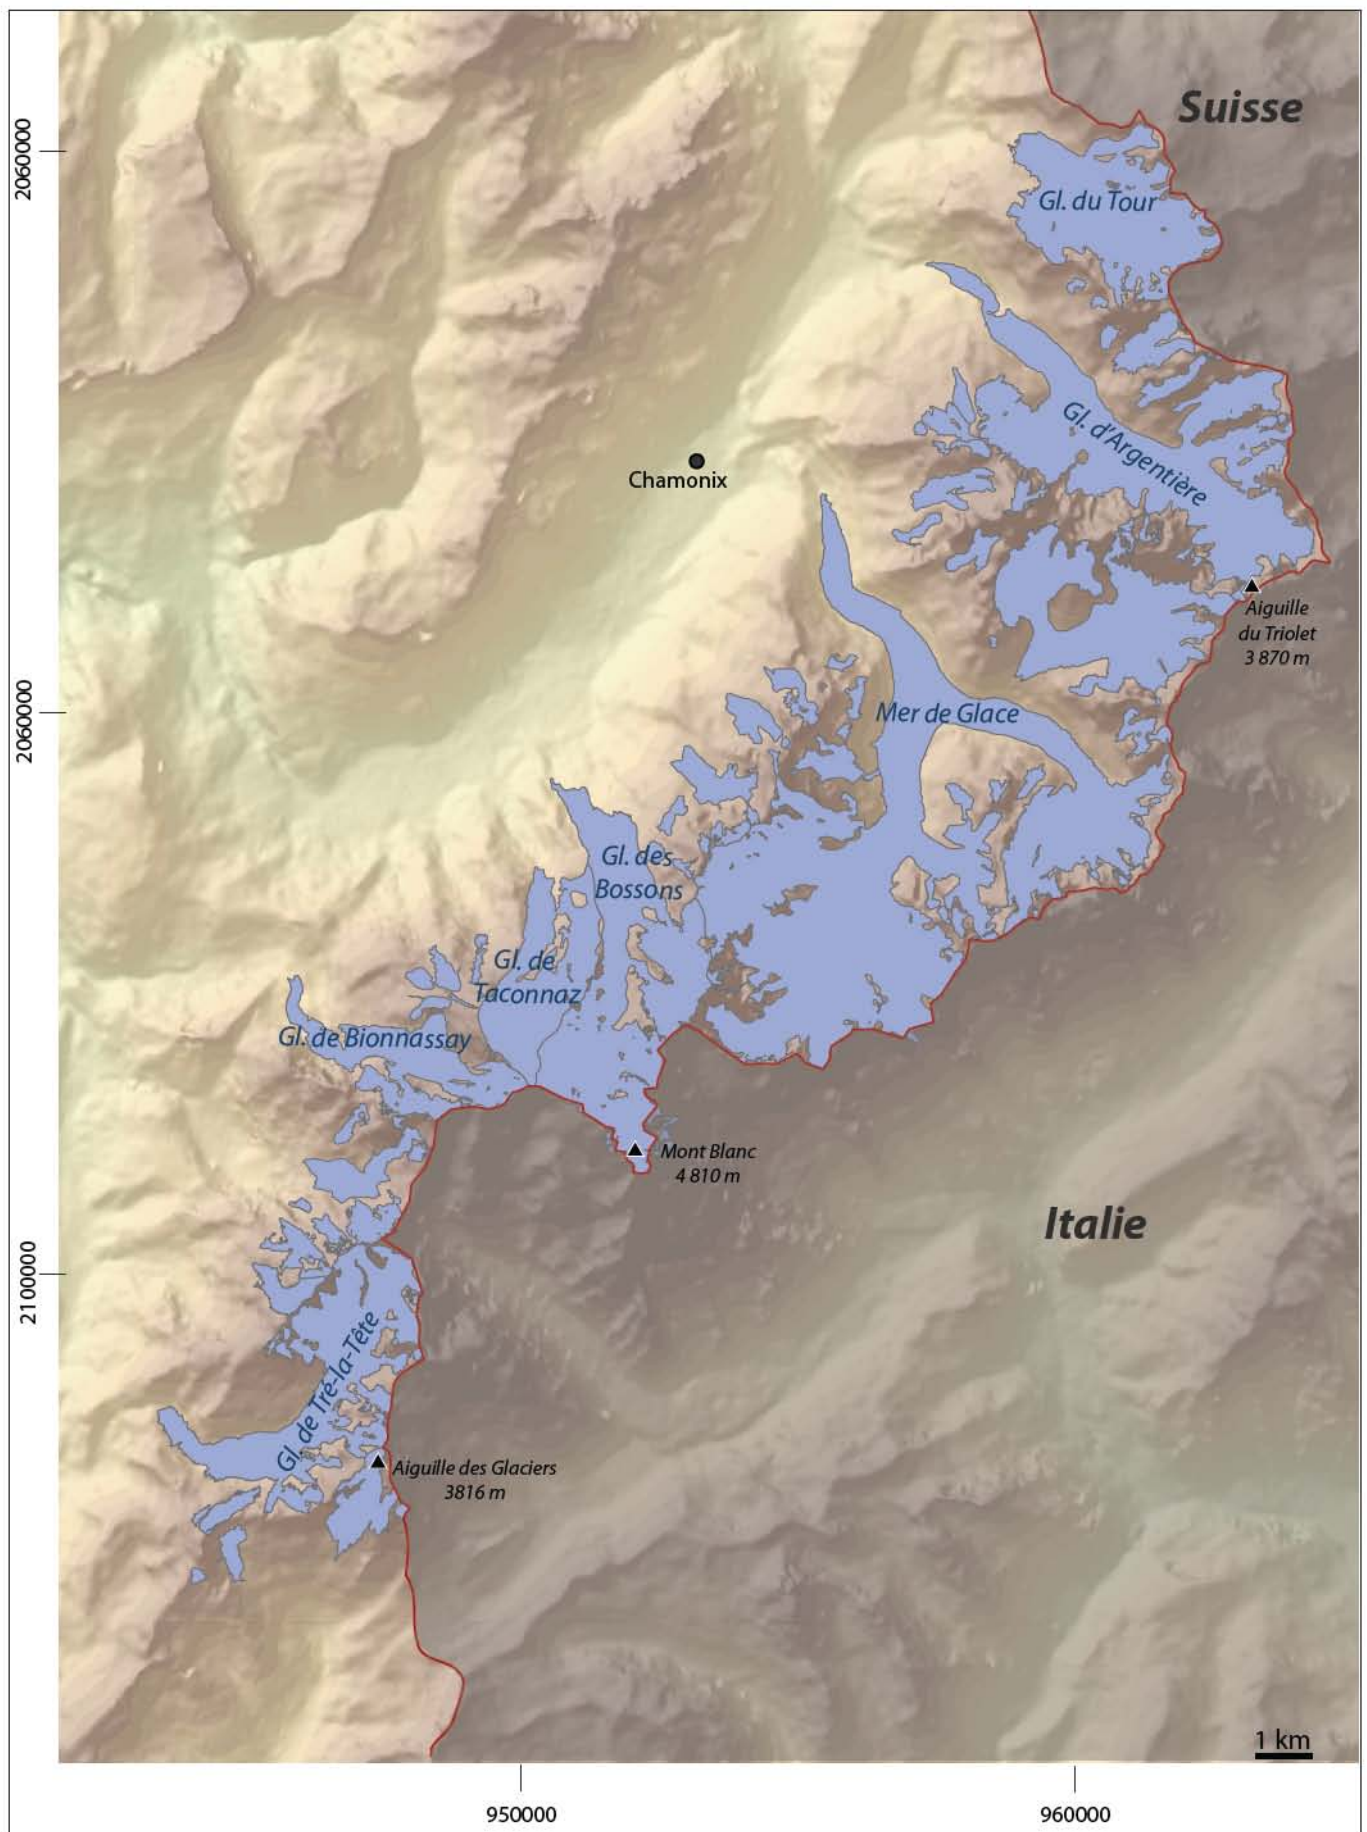 Suisse
2060000
Gl. du Tour
Gl. d'Argentière
Chamonix
Aiguille
du Triolet
3 870 m
2060000
Mer de Glace
Gl. des
Bossons
Gl. de
Taconnaz
Gl. de Bionnassay
Mont Blanc
4 810 m
Italie
2100000
Gl. de Tré-la-Tête
Aiguille des Glaciers
3816 m
1 km
950000
960000